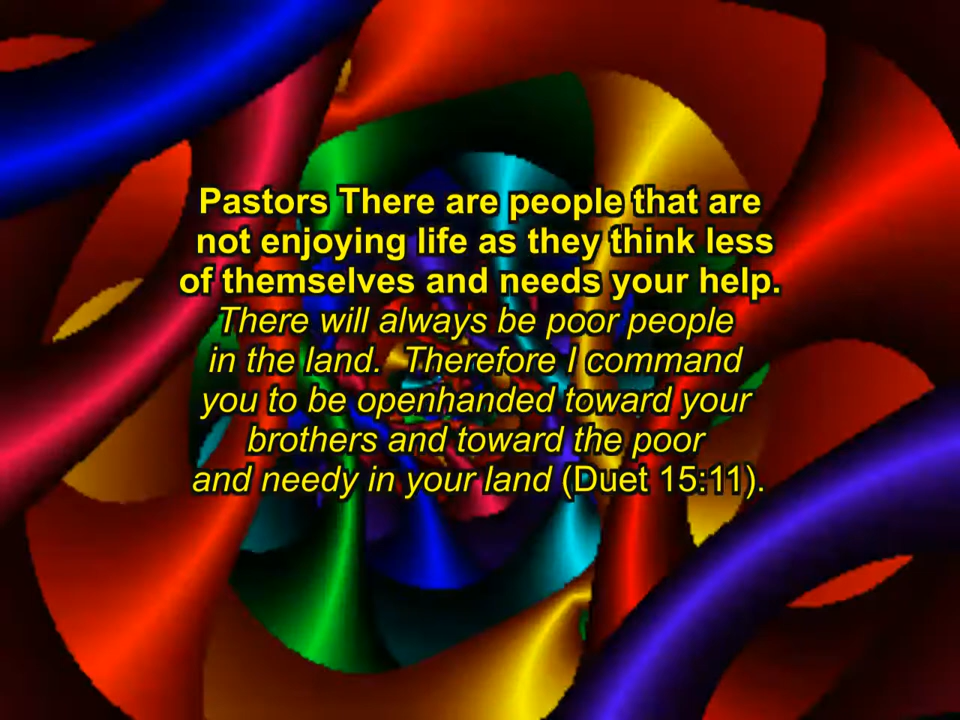 Pastors There are people that are
not enjoying life as they think less
of themselves and needs your help.
There will always be poor people
in the land. Therefore I command
you to be openhanded toward your
brothers and toward the poor
and needy in your land (Duet 15:11).